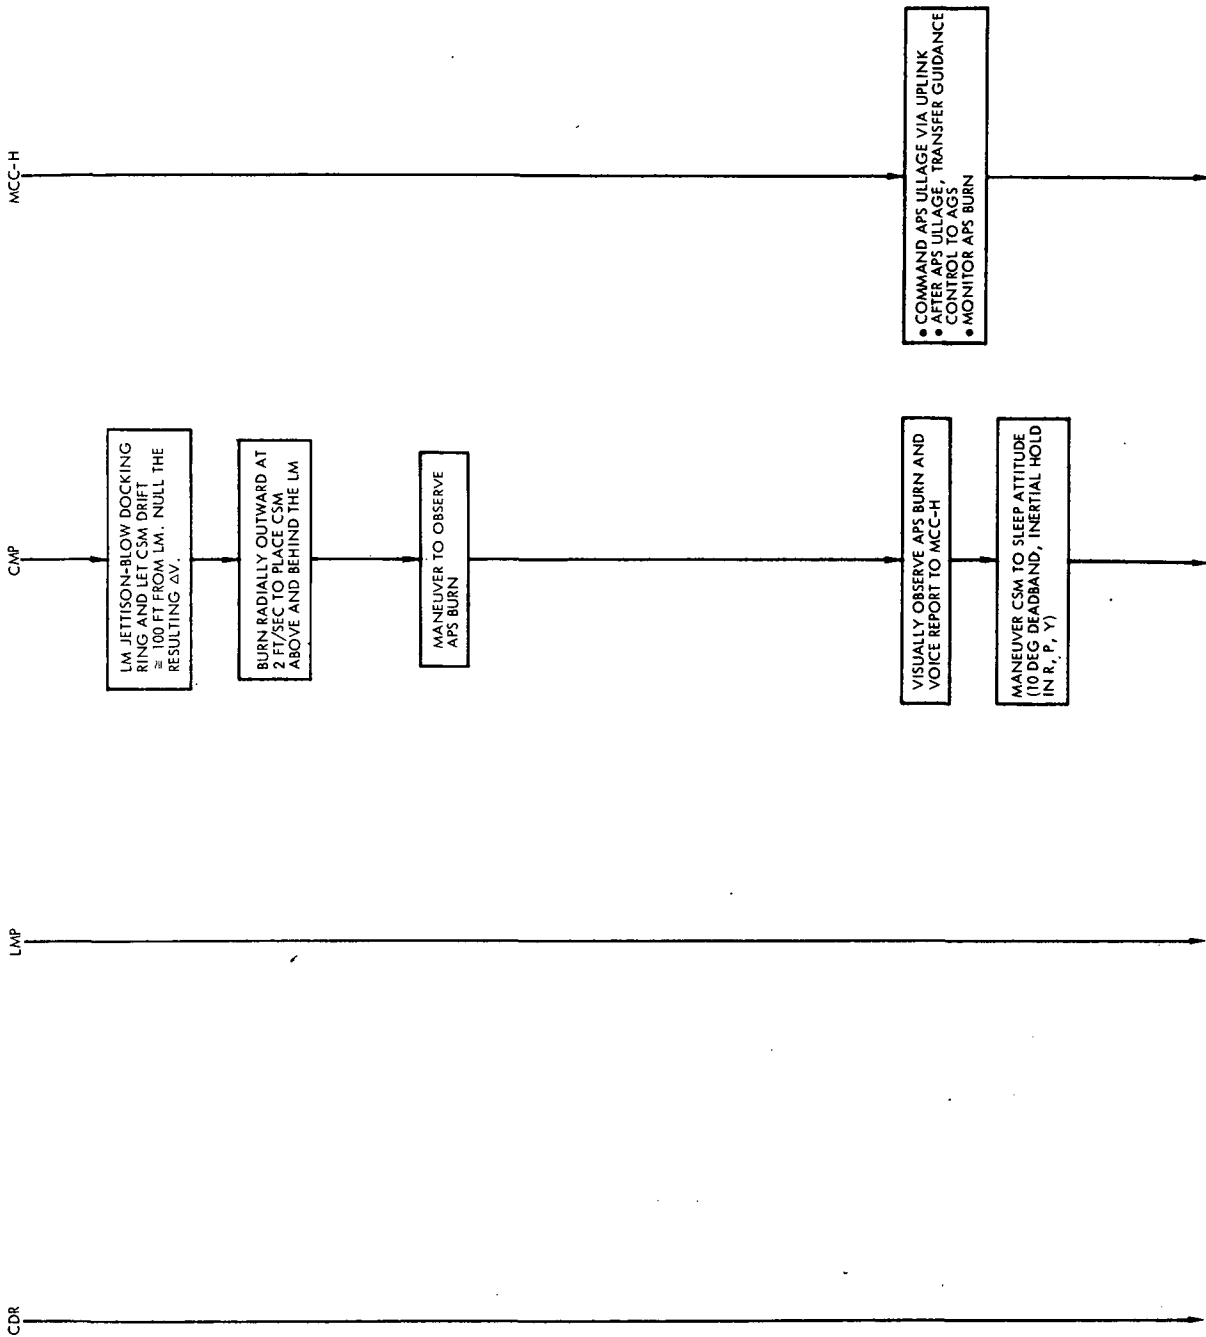 CDR
LMP
CMP
MCC-H
LM JETTISON-BLOW DOCKING
RING AND LET CSM DRIFT
≅ 100 FT FROM LM. NULL THE
RESULTING ΔV.
BURN RADIALLY OUTWARD AT
2 FT/SEC TO PLACE CSM
ABOVE AND BEHIND THE LM
MANEUVER TO OBSERVE
APS BURN
VISUALLY OBSERVE APS BURN AND
VOICE REPORT TO MCC-H
MANEUVER CSM TO SLEEP ATTITUDE
(10 DEG DEADBAND, INERTIAL HOLD
IN R, P, Y)
• COMMAND APS ULLAGE VIA UPLINK
• AFTER APS ULLAGE, TRANSFER GUIDANCE
CONTROL TO AGS
• MONITOR APS BURN